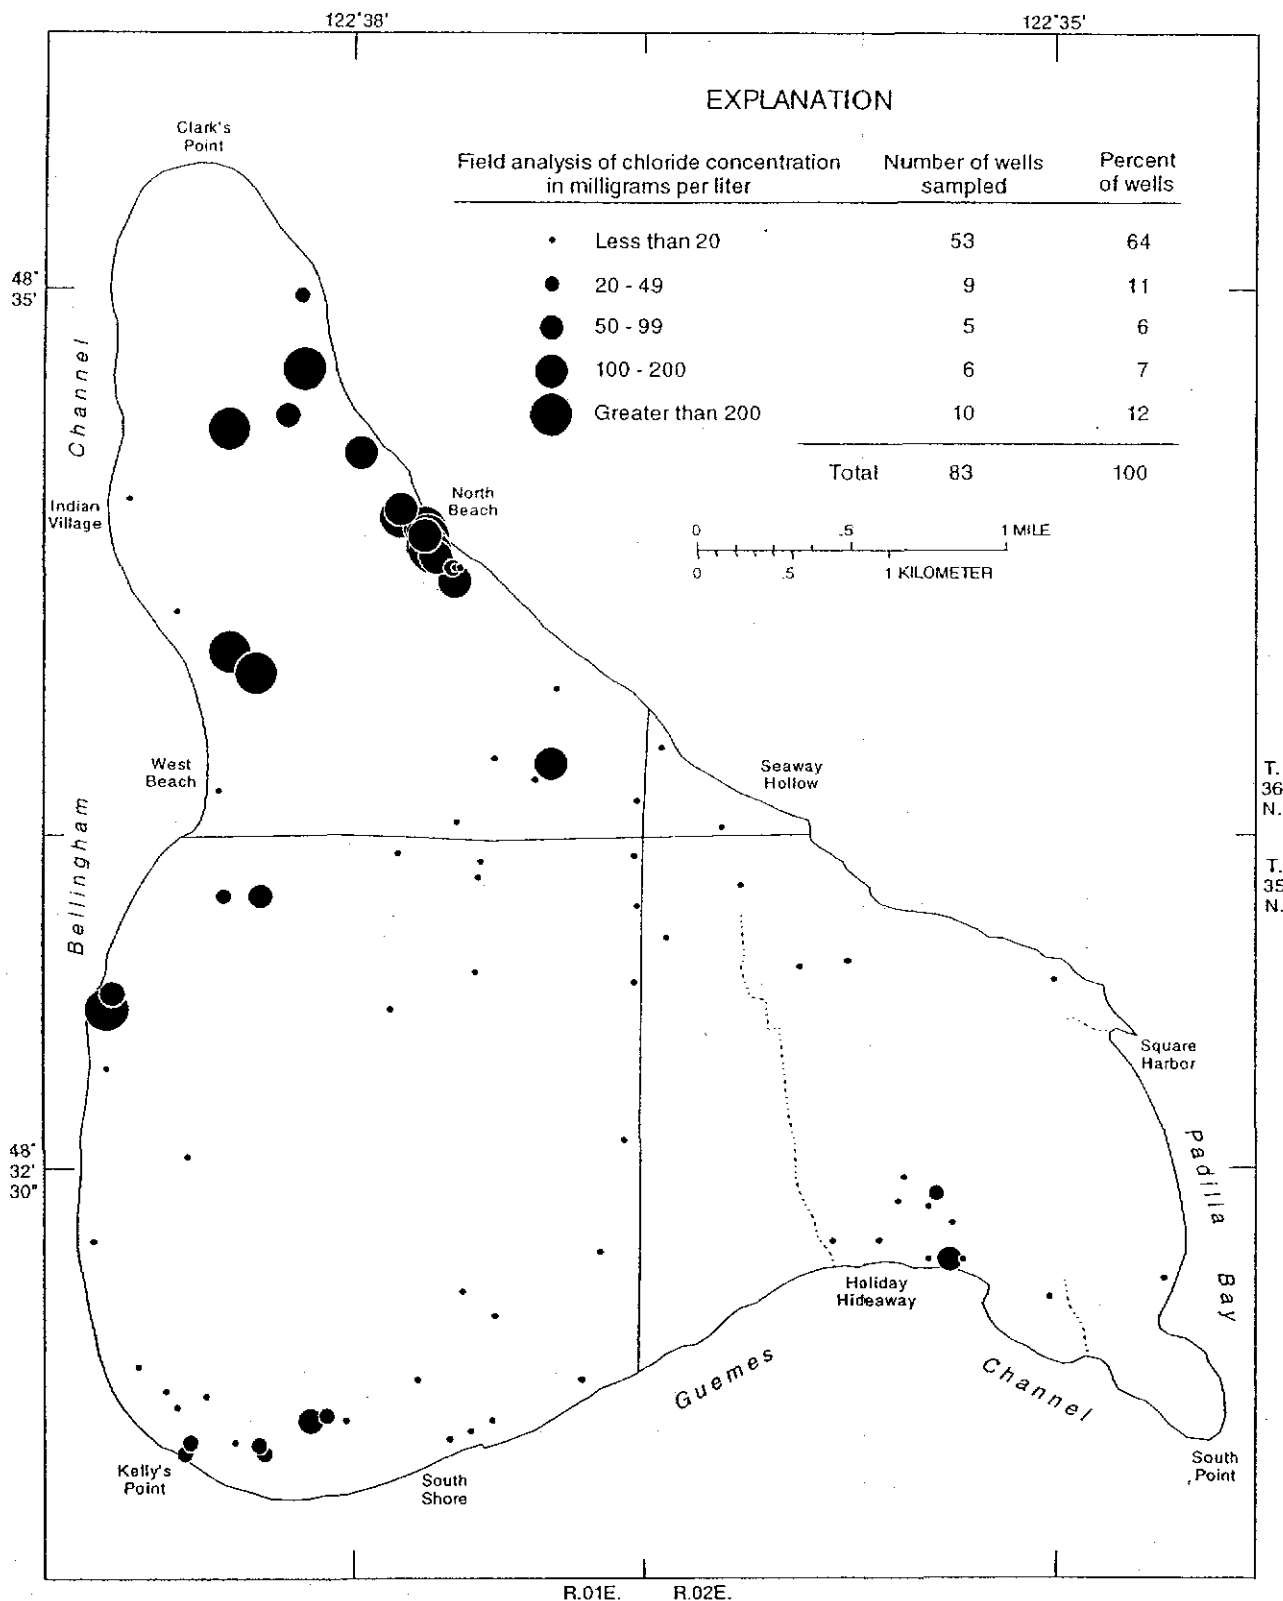 122°38'
122°35'
EXPLANATION
Clark's
Point
Field analysis of chloride concentration
in milligrams per liter
Number of wells
sampled
Percent
of wells
Less than 20 53 64
20 - 49 9 11
50 - 99 5 6
100 - 200 6 7
Greater than 200 10 12
Total 83 100
48°
35'
Channel
Indian
Village
North
Beach
0 .5 1 MILE
0 .5 1 KILOMETER
West
Beach
Seaway
Hollow
T.
36
N.
Bellingham
T.
35
N.
Square
Harbor
48°
32'
30"
Padilla
Bay
Holiday
Hideaway
Guemes
Channel
Kelly's
Point
South
Shore
South
Point
R.01E. R.02E.